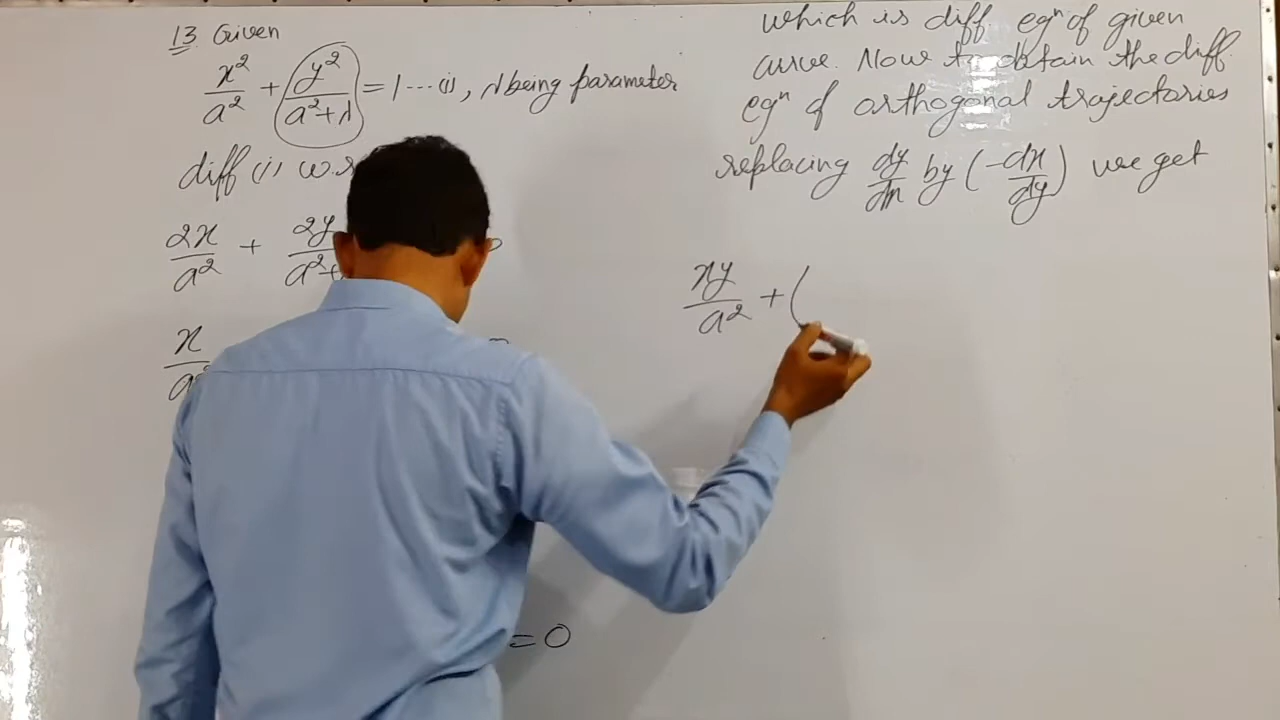 13. Given
x²/a² + y²/(a²+λ) = 1 ... (i), λ being parameter
diff (i) w.r
2x/a² + 2y/a²+
x/a²
= 0
which is diff eqⁿ of given
curve. Now to obtain the diff
eqⁿ of orthogonal trajectories
replacing dy/dx by (-dx/dy) we get
xy/a² + (